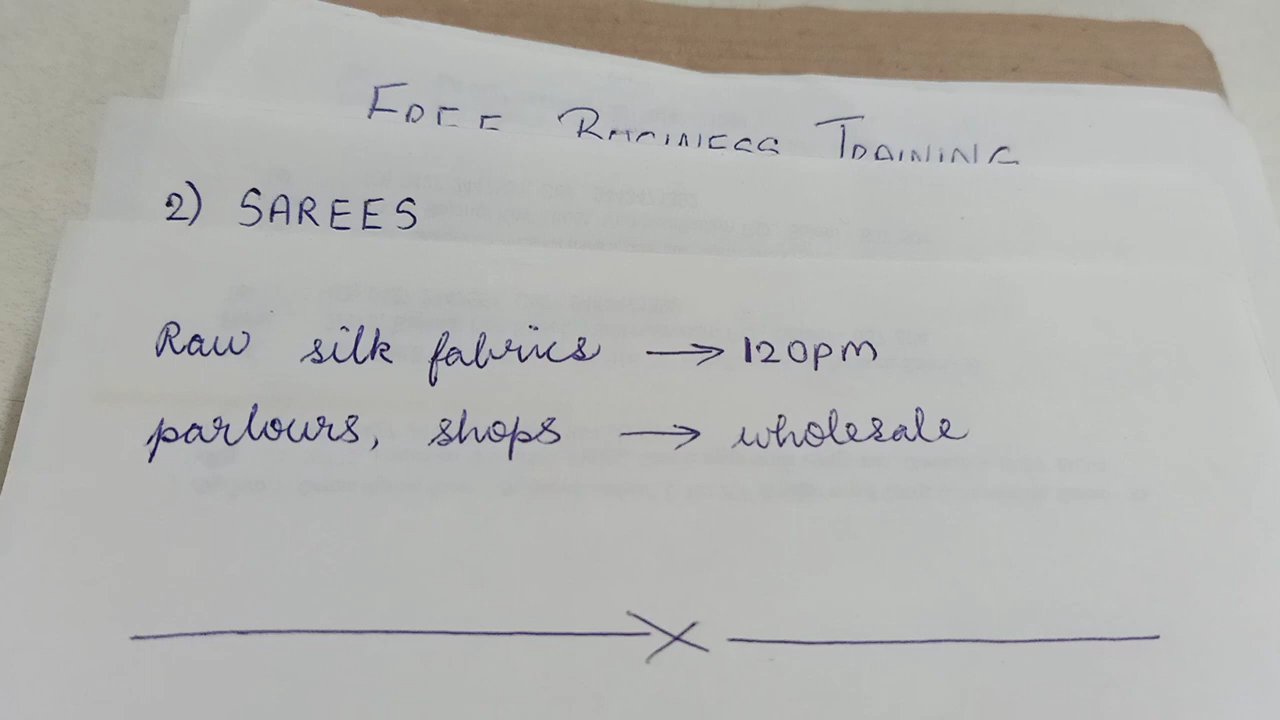 FREE BUSINESS TRAINING
2) SAREES
Raw silk fabrics → 120pm
parlours, shops → wholesale